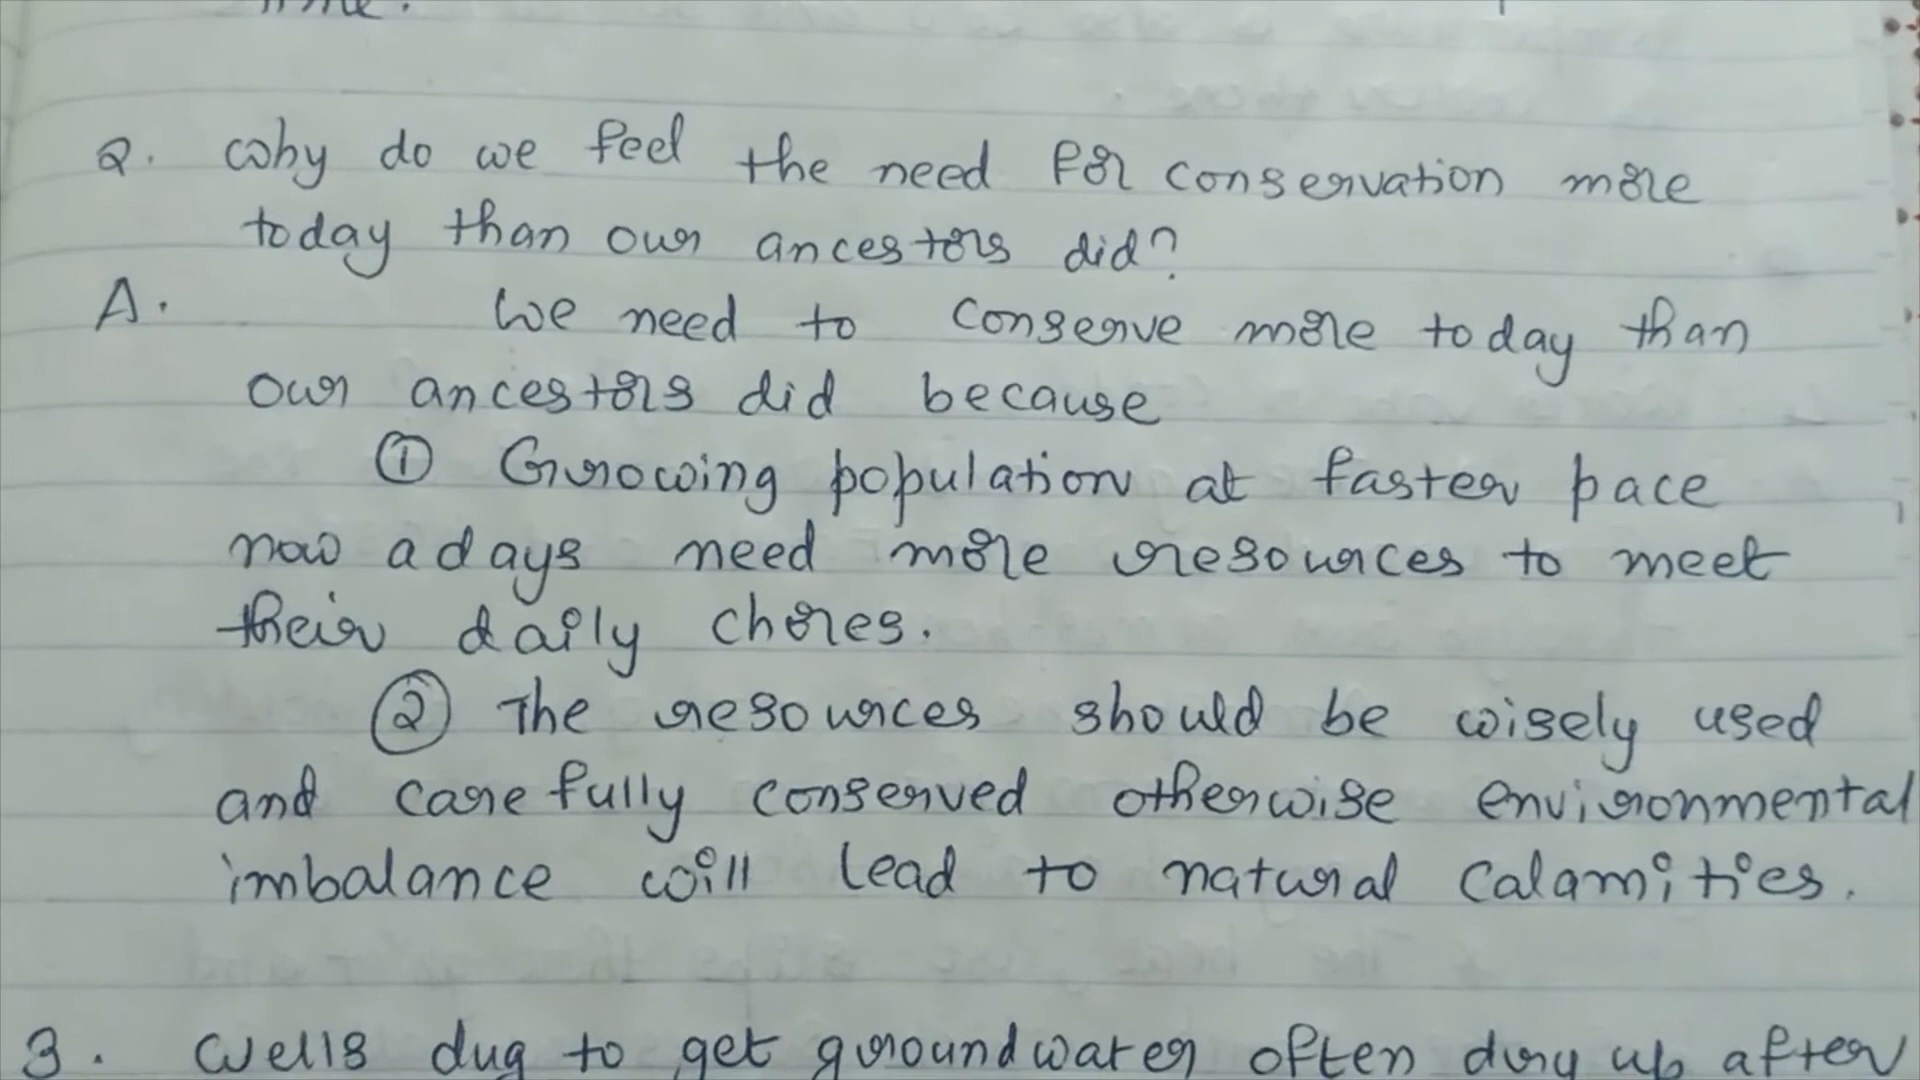 Q. Why do we feel the need for conservation more
today than our ancestors did?
A. We need to conserve more today than
our ancestors did because
① Growing population at faster pace
now adays need more resources to meet
their daily chores.
② The resources should be wisely used
and carefully conserved otherwise environmental
imbalance will lead to natural calamities.
3. Wells dug to get groundwater often dry up after